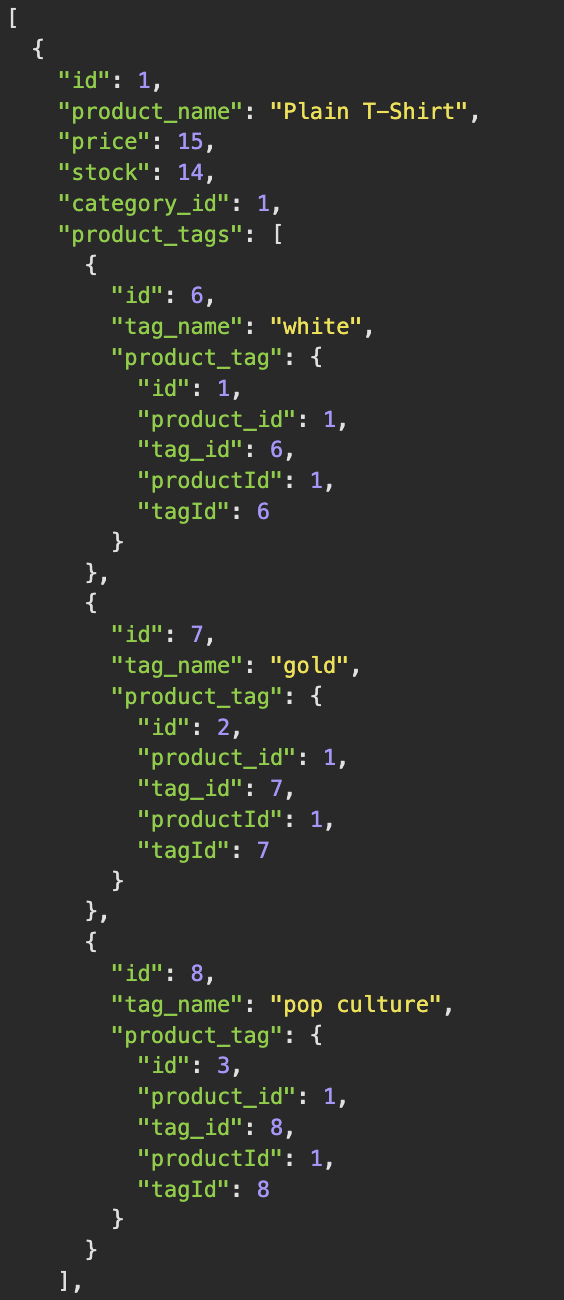 [
  {
    "id": 1,
    "product_name": "Plain T-Shirt",
    "price": 15,
    "stock": 14,
    "category_id": 1,
    "product_tags": [
      {
        "id": 6,
        "tag_name": "white",
        "product_tag": {
          "id": 1,
          "product_id": 1,
          "tag_id": 6,
          "productId": 1,
          "tagId": 6
        }
      },
      {
        "id": 7,
        "tag_name": "gold",
        "product_tag": {
          "id": 2,
          "product_id": 1,
          "tag_id": 7,
          "productId": 1,
          "tagId": 7
        }
      },
      {
        "id": 8,
        "tag_name": "pop culture",
        "product_tag": {
          "id": 3,
          "product_id": 1,
          "tag_id": 8,
          "productId": 1,
          "tagId": 8
        }
      }
    ],